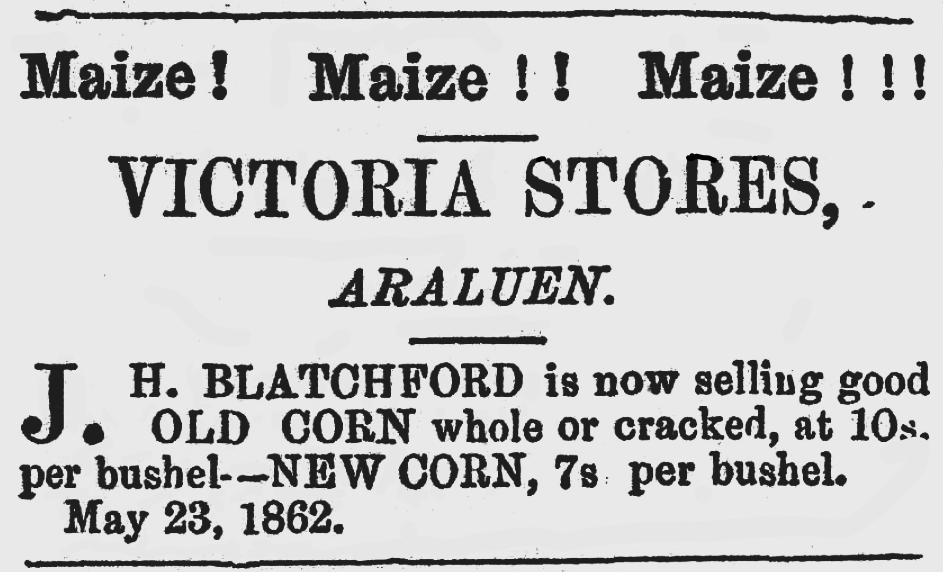 Maize! Maize!! Maize!!!
VICTORIA STORES,
ARALUEN.
J. H. BLATCHFORD is now selling good
OLD CORN whole or cracked, at 10s.
per bushel-—NEW CORN, 7s per bushel.
May 23, 1862.